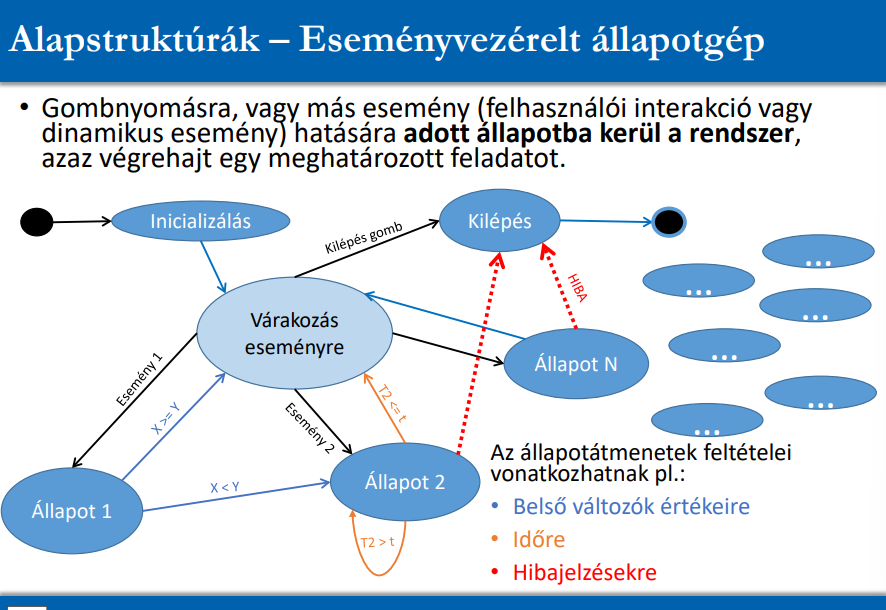 Alapstruktúrák – Eseményvezérelt állapotgép
• Gombnyomásra, vagy más esemény (felhasználói interakció vagy
dinamikus esemény) hatására adott állapotba kerül a rendszer,
azaz végrehajt egy meghatározott feladatot.
Inicializálás
Kilépés gomb
Kilépés
...
...
HIBA
...
Várakozás
eseményre
...
Állapot N
Esemény 1
X >= Y
Esemény 2
T2 <= t
...
...
Az állapotátmenetek feltételei
vonatkozhatnak pl.:
Állapot 1
X < Y
Állapot 2
T2 > t
• Belső változók értékeire
• Időre
• Hibajelzésekre